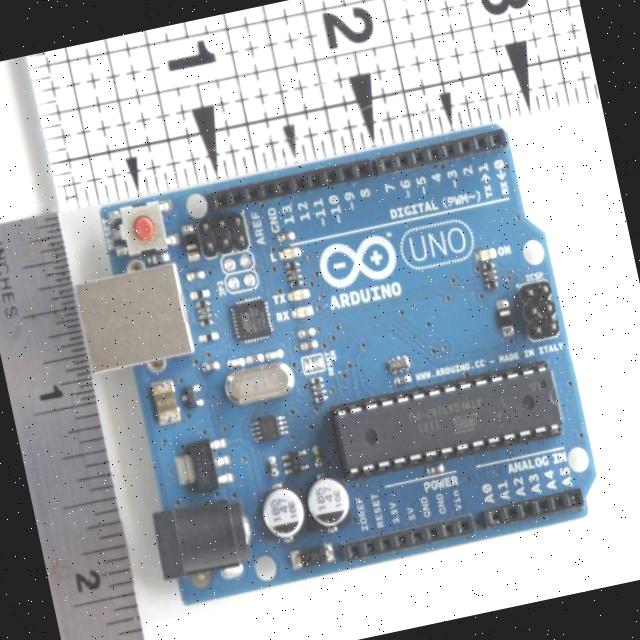 1 2 3
INCHES
1
2
AREF
GND
13
12
~11
~10
~9
8
7
~6
~5
4
~3
2
TX→1
RX←0
DIGITAL (PWM~)
UNO
ARDUINO
ON
ICSP
TX
RX
WWW.ARDUINO.CC - MADE IN ITALY
POWER
ANALOG IN
IOREF
RESET
3.3V
5V
GND
GND
Vin
A0
A1
A2
A3
A4
A5